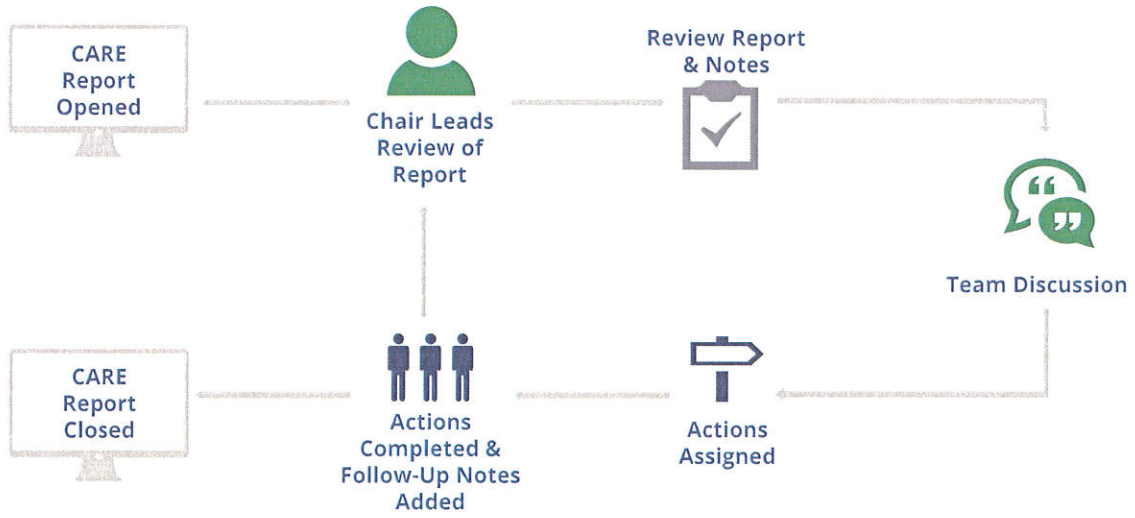 CARE
Report
Opened
Chair Leads
Review of
Report
Review Report
& Notes
Team Discussion
Actions
Assigned
Actions
Completed &
Follow-Up Notes
Added
CARE
Report
Closed